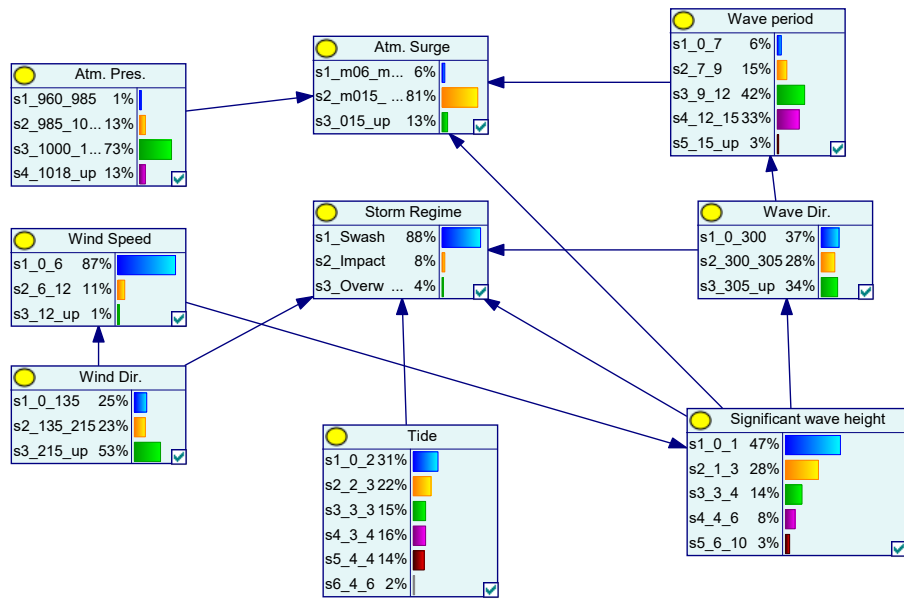 Atm. Pres.
s1_960_985 1%
s2_985_10... 13%
s3_1000_1... 73%
s4_1018_up 13%
Atm. Surge
s1_m06_m... 6%
s2_m015_ ... 81%
s3_015_up 13%
Wave period
s1_0_7 6%
s2_7_9 15%
s3_9_12 42%
s4_12_15 33%
s5_15_up 3%
Wind Speed
s1_0_6 87%
s2_6_12 11%
s3_12_up 1%
Storm Regime
s1_Swash 88%
s2_Impact 8%
s3_Overw ... 4%
Wave Dir.
s1_0_300 37%
s2_300_305 28%
s3_305_up 34%
Wind Dir.
s1_0_135 25%
s2_135_215 23%
s3_215_up 53%
Tide
s1_0_2 31%
s2_2_3 22%
s3_3_3 15%
s4_3_4 16%
s5_4_4 14%
s6_4_6 2%
Significant wave height
s1_0_1 47%
s2_1_3 28%
s3_3_4 14%
s4_4_6 8%
s5_6_10 3%